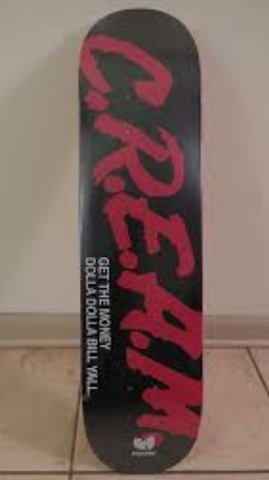 C.R.E.A.M.
GET THE MONEY
DOLLA DOLLA BILL Y'ALL.